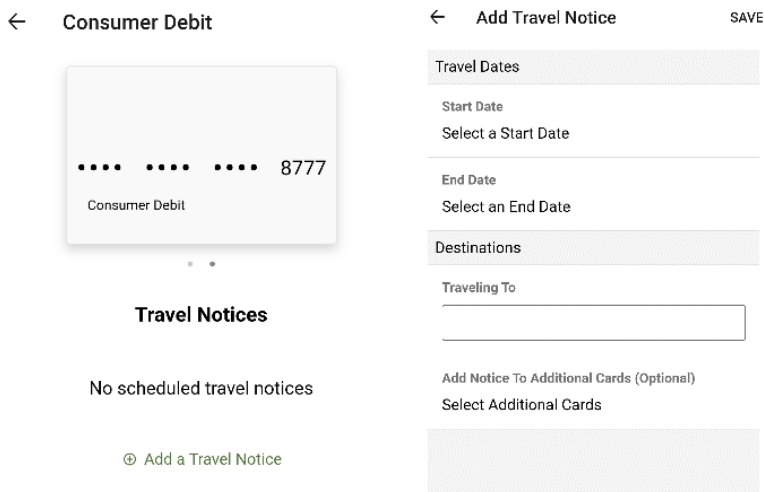 Consumer Debit
•••• •••• •••• 8777
Consumer Debit
Travel Notices
No scheduled travel notices
Add a Travel Notice
Add Travel Notice SAVE
Travel Dates
Start Date
Select a Start Date
End Date
Select an End Date
Destinations
Traveling To
Add Notice To Additional Cards (Optional)
Select Additional Cards